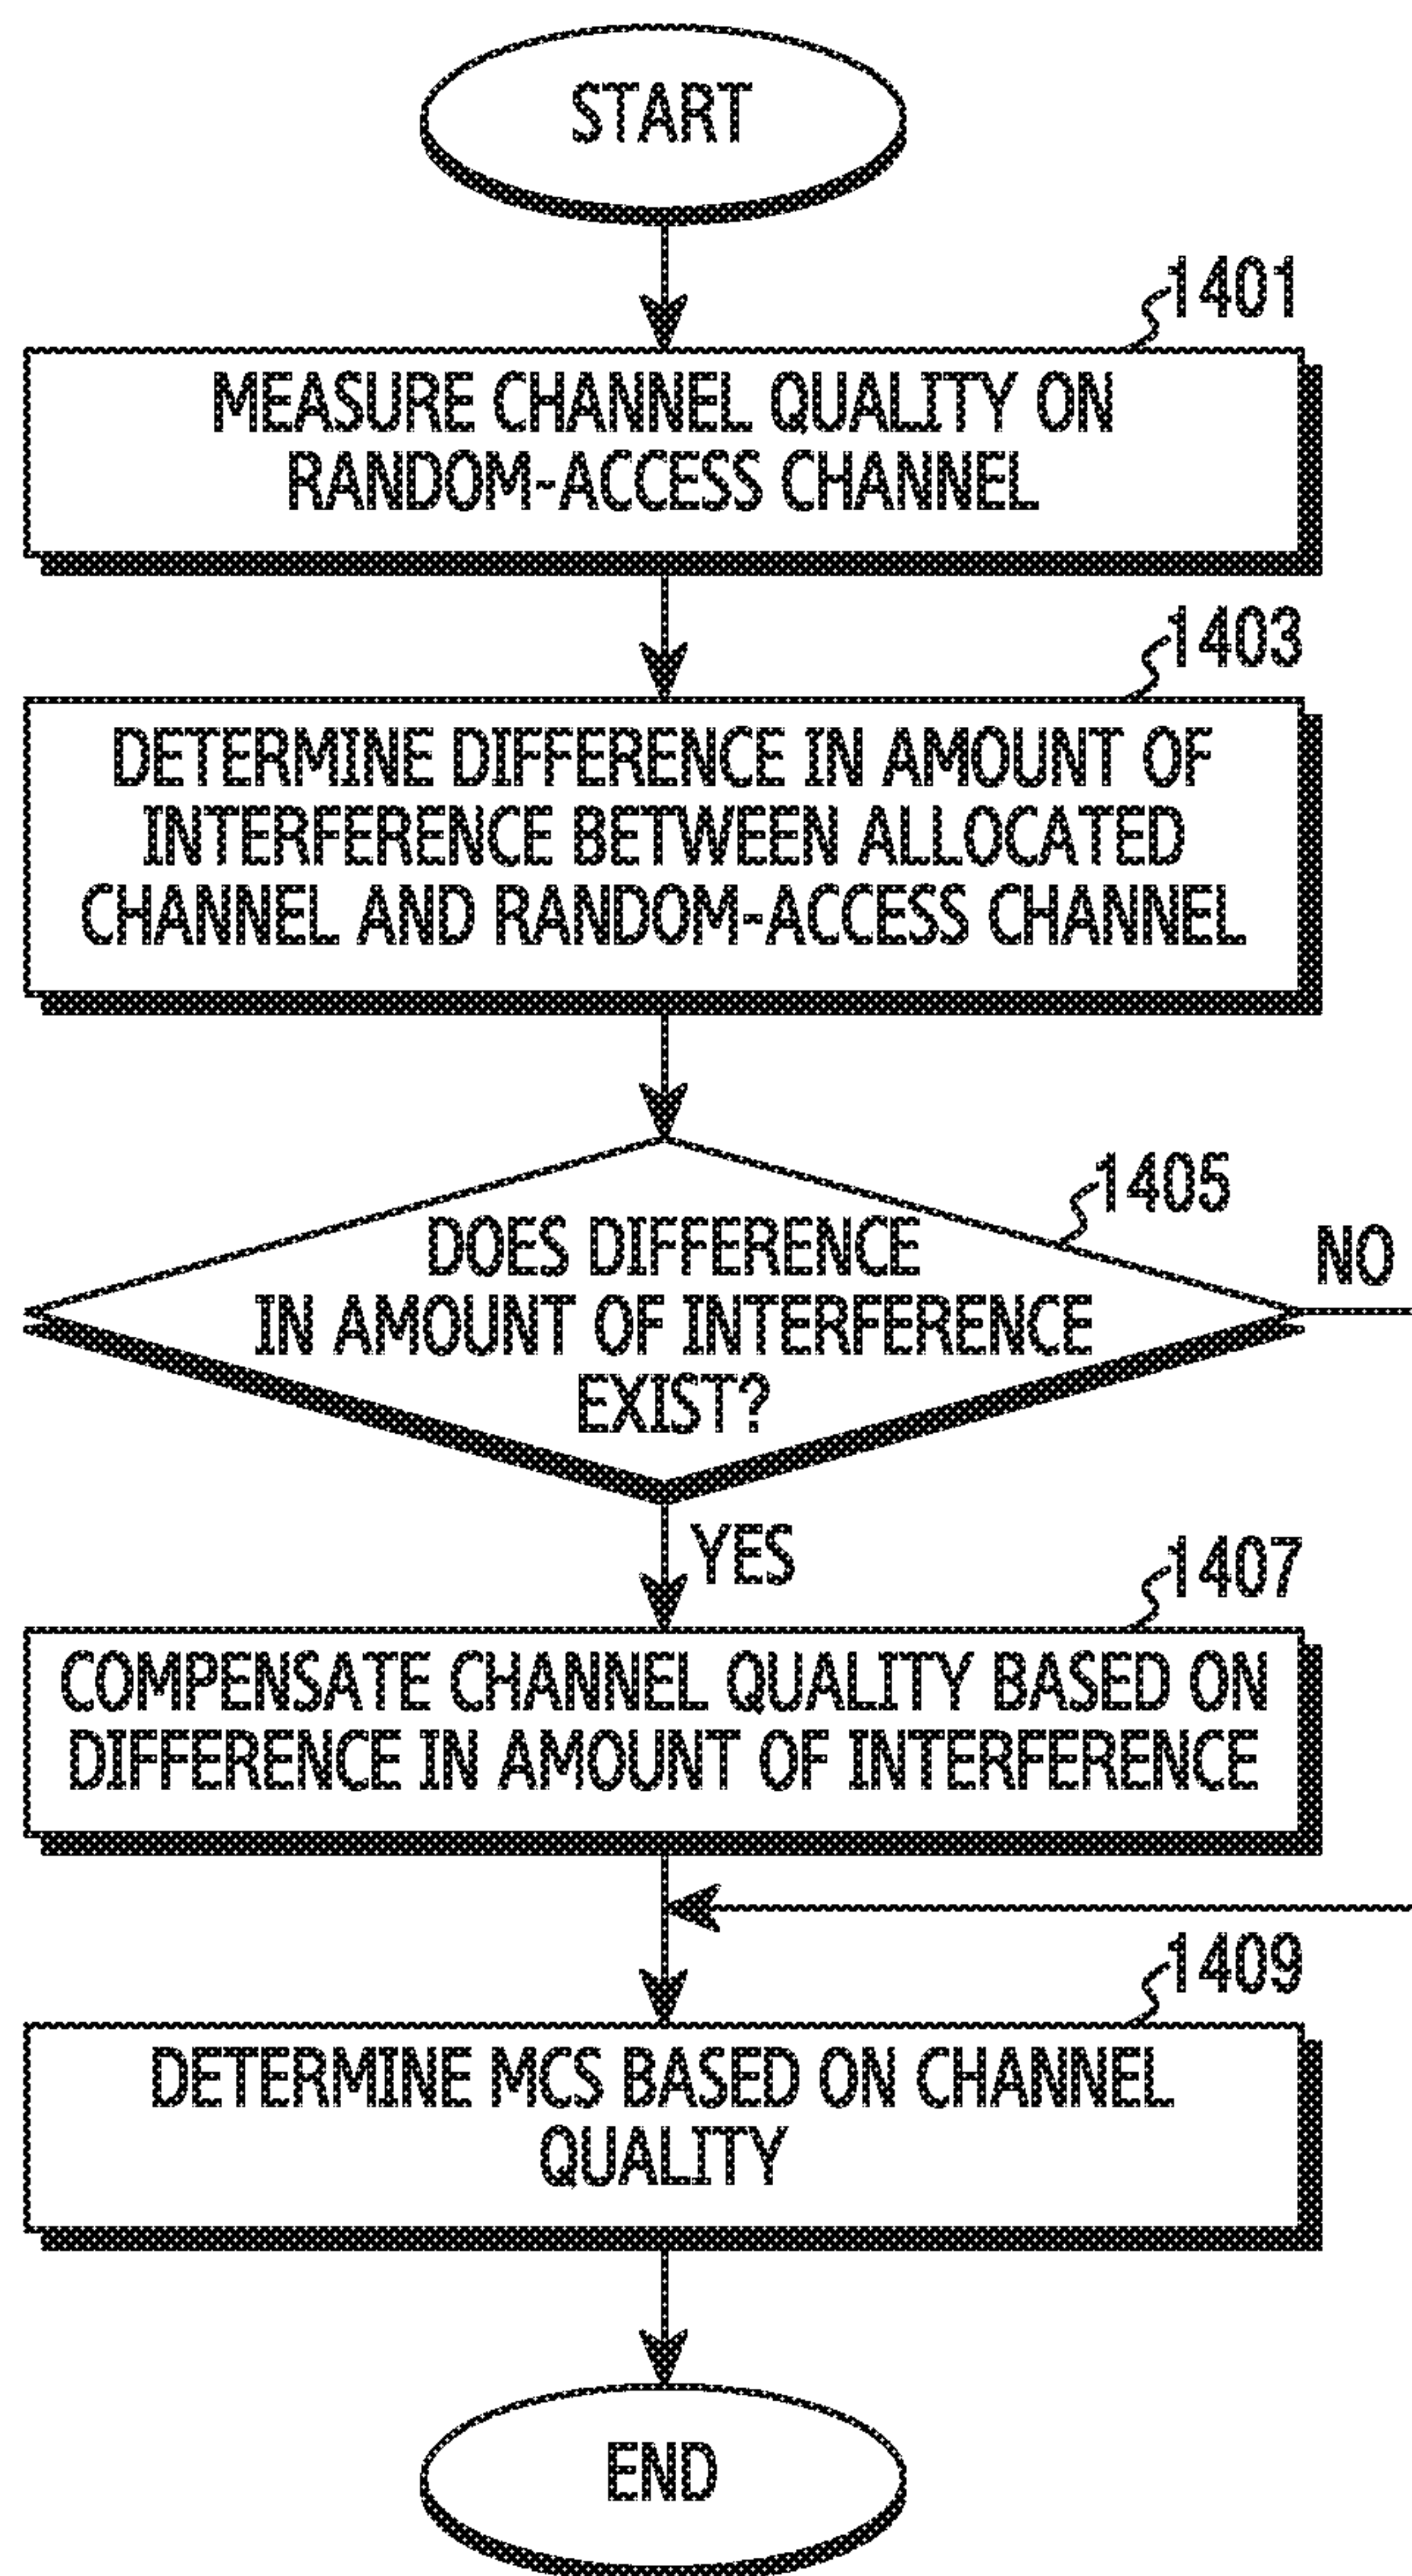 START
1401
MEASURE CHANNEL QUALITY ON
RANDOM-ACCESS CHANNEL
1403
DETERMINE DIFFERENCE IN AMOUNT OF
INTERFERENCE BETWEEN ALLOCATED
CHANNEL AND RANDOM-ACCESS CHANNEL
1405
DOES DIFFERENCE
IN AMOUNT OF INTERFERENCE
EXIST?
NO
YES
1407
COMPENSATE CHANNEL QUALITY BASED ON
DIFFERENCE IN AMOUNT OF INTERFERENCE
1409
DETERMINE MCS BASED ON CHANNEL
QUALITY
END